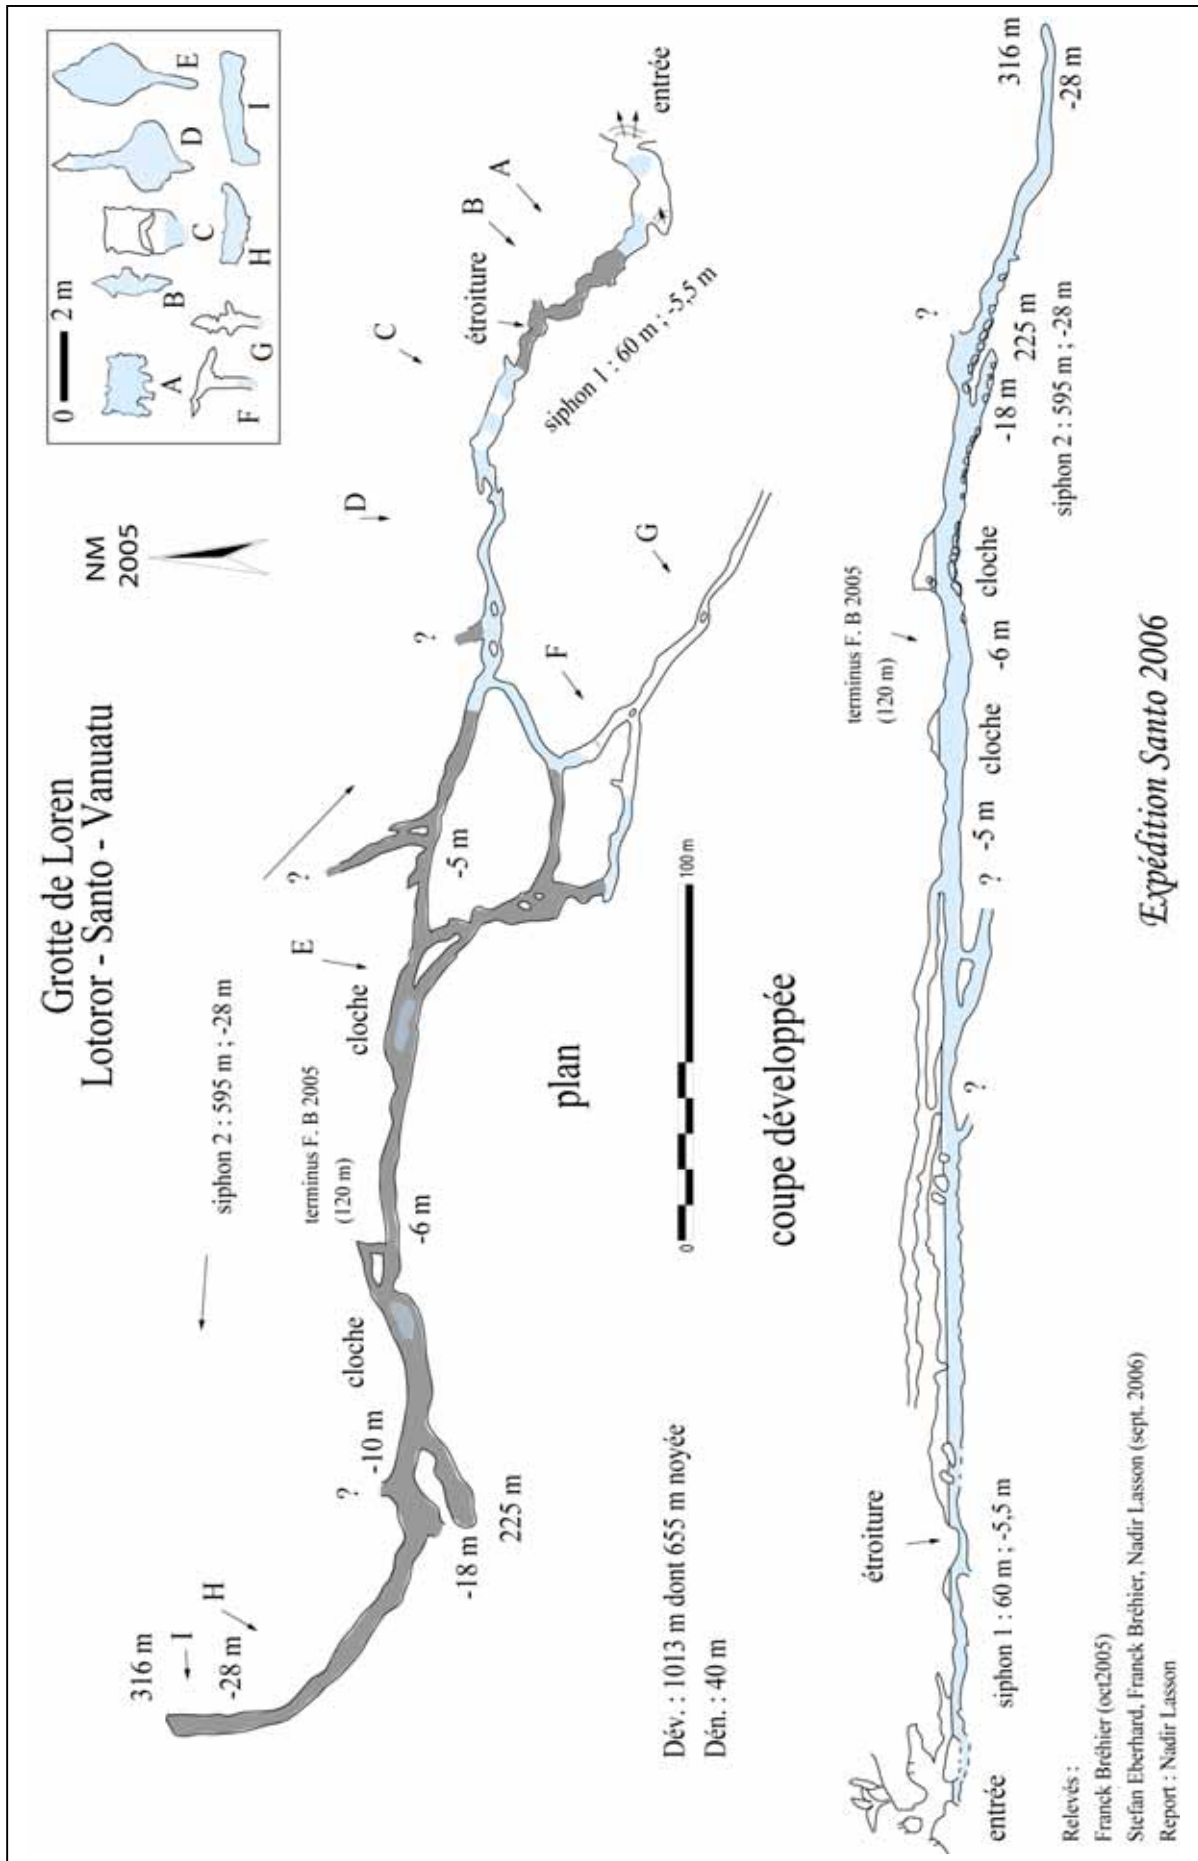 Grotte de Loren
Lotoror - Santo - Vanuatu
NM
2005
0 2 m
A
B
C
D
E
F
G
H
I
316 m
I
-28 m
H
siphon 2 : 595 m ; -28 m
?
-10 m
cloche
terminus F. B 2005
(120 m)
-6 m
cloche
E
?
-5 m
?
D
C
étroiture
B
A
entrée
siphon 1 : 60 m ; -5,5 m
F
G
-18 m
225 m
plan
0
100 m
Dév. : 1013 m dont 655 m noyée
Dén. : 40 m
coupe développée
étroiture
entrée
siphon 1 : 60 m ; -5,5 m
?
?
-5 m
cloche
terminus F. B 2005
(120 m)
-6 m
cloche
-18 m
225 m
?
siphon 2 : 595 m ; -28 m
316 m
-28 m
Relevés :
Franck Bréhier (oct2005)
Stefan Eberhard, Franck Bréhier, Nadir Lasson (sept. 2006)
Report : Nadir Lasson
Expédition Santo 2006